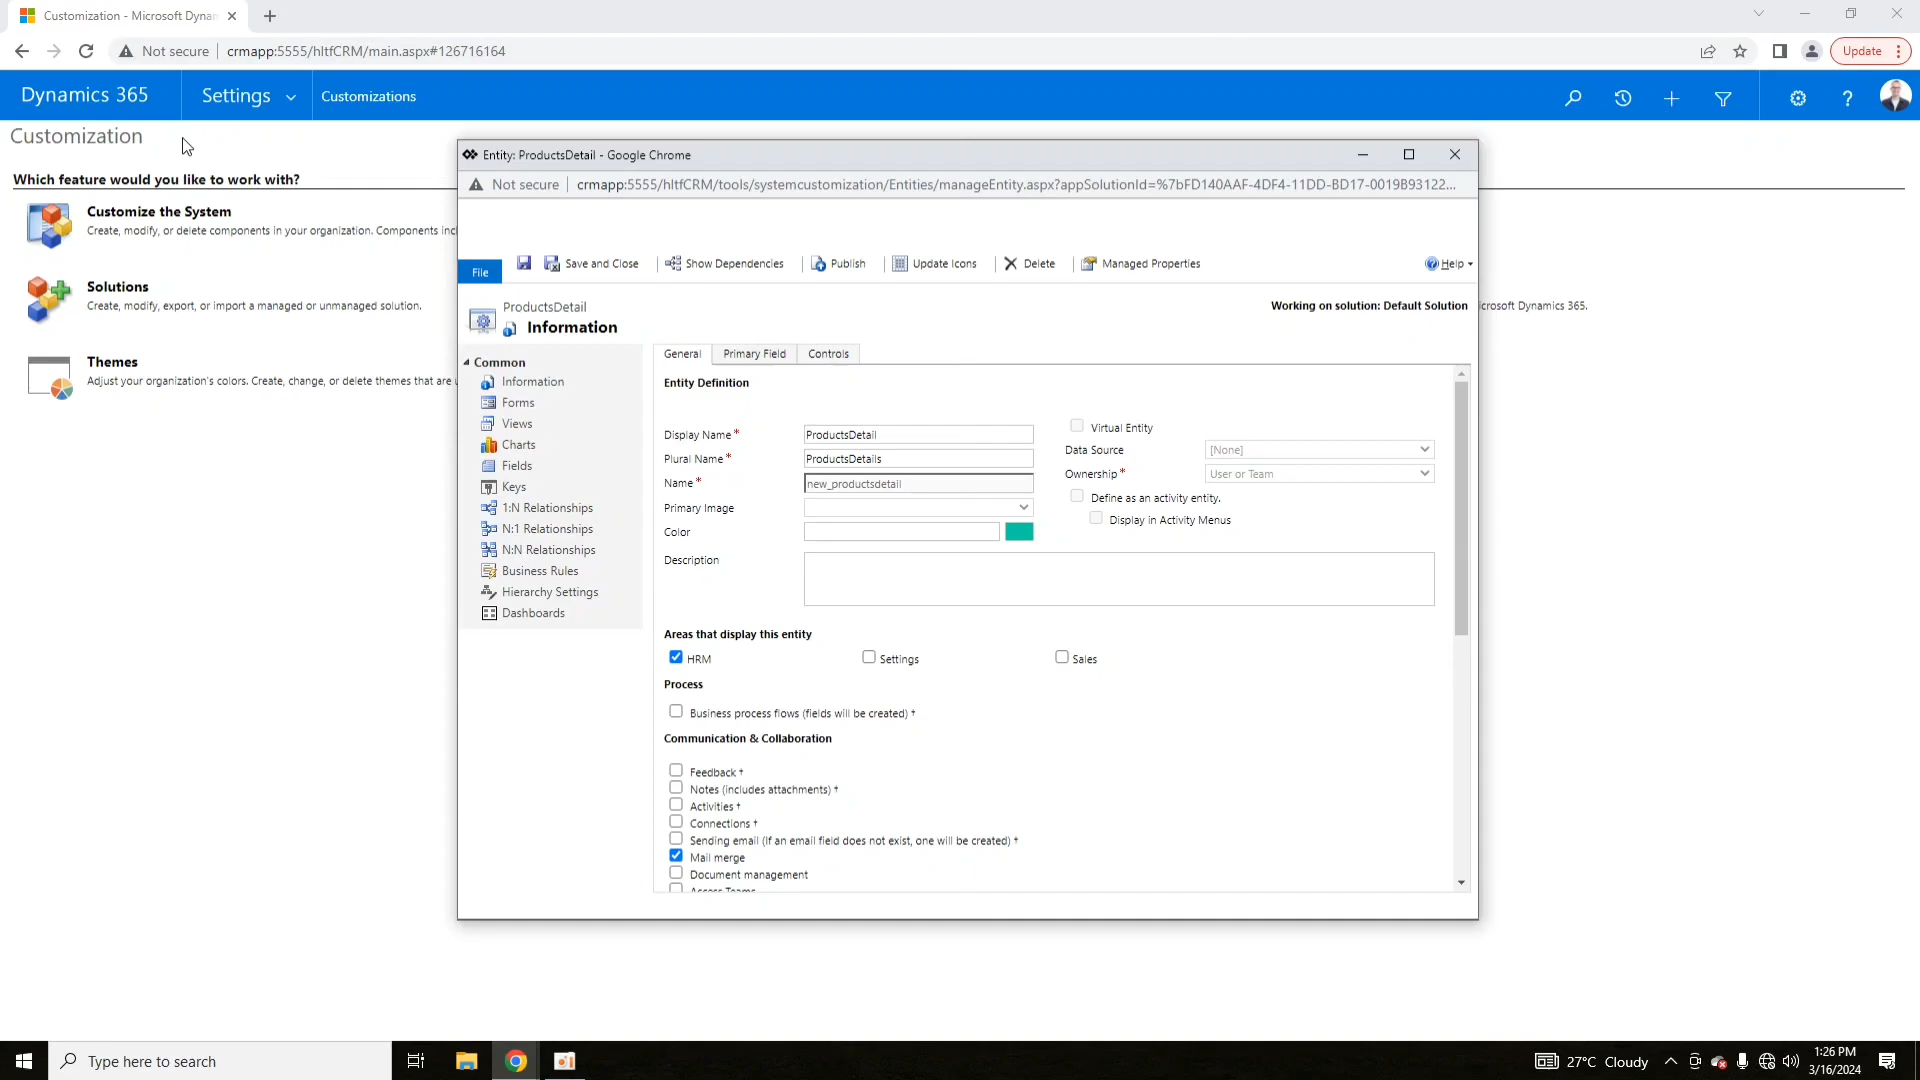 Customization - Microsoft Dynan
Not secure
crmapp:5555/hltfCRM/main.aspx#126716164
Update
Dynamics 365
Settings
Customizations
Customization
Which feature would you like to work with?
Customize the System
Create, modify, or delete components in your organization. Components incl
Solutions
Create, modify, export, or import a managed or unmanaged solution.
Themes
Adjust your organization's colors. Create, change, or delete themes that are u
crosoft Dynamics 365.
Entity: ProductsDetail - Google Chrome
Not secure
crmapp:5555/hltfCRM/tools/systemcustomization/Entities/manageEntity.aspx?appSolutionId=%7bFD140AAF-4DF4-11DD-BD17-0019B93122...
File
Save and Close
Show Dependencies
Publish
Update Icons
Delete
Managed Properties
Help
ProductsDetail
Information
Working on solution: Default Solution
Common
Information
Forms
Views
Charts
Fields
Keys
1:N Relationships
N:1 Relationships
N:N Relationships
Business Rules
Hierarchy Settings
Dashboards
General
Primary Field
Controls
Entity Definition
Display Name*
ProductsDetail
Plural Name*
ProductsDetails
Name*
new_productsdetail
Primary Image
Color
Description
Virtual Entity
Data Source
[None]
Ownership*
User or Team
Define as an activity entity.
Display in Activity Menus
Areas that display this entity
HRM
Settings
Sales
Process
Business process flows (fields will be created) †
Communication & Collaboration
Feedback †
Notes (includes attachments) †
Activities †
Connections †
Sending email (If an email field does not exist, one will be created) †
Mail merge
Document management
Access Teams
Type here to search
27°C Cloudy
1:26 PM
3/16/2024